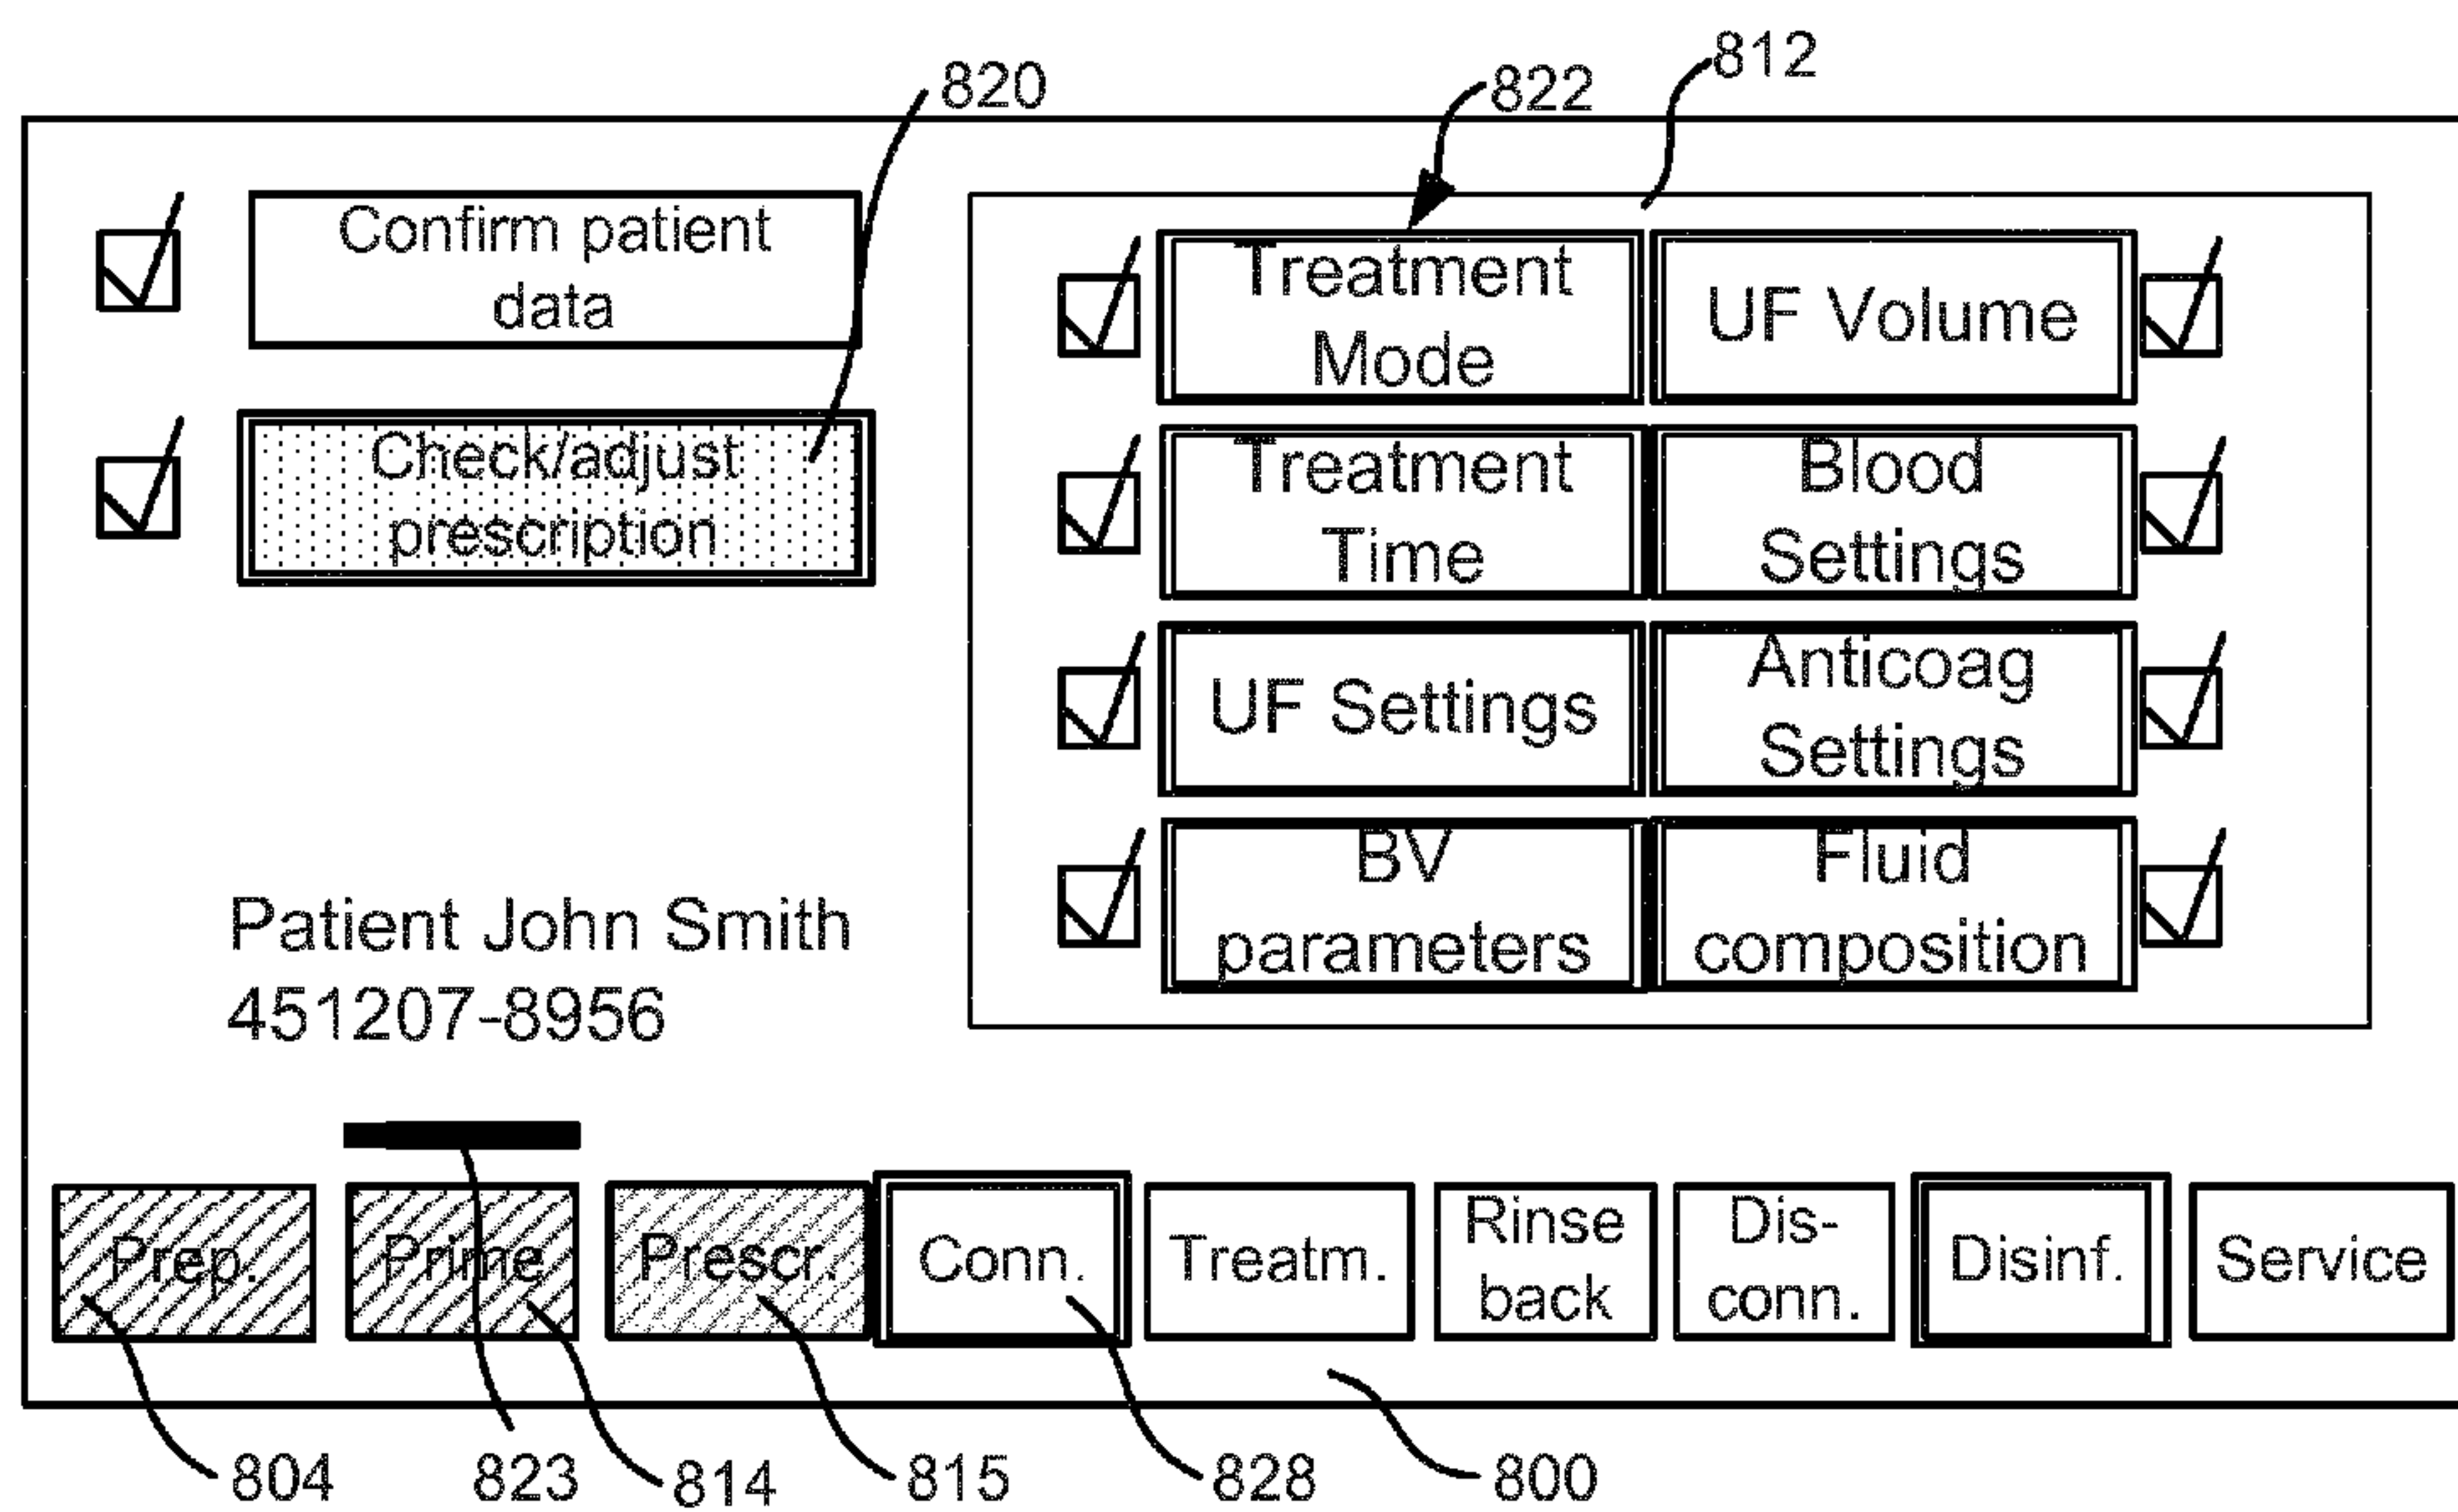 820
822
812
Confirm patient
data
Check/adjust
prescription
Treatment
Mode
UF Volume
Treatment
Time
Blood
Settings
UF Settings
Anticoag
Settings
BV
parameters
Fluid
composition
Patient John Smith
451207-8956
Prep.
Prime
Prescr.
Conn.
Treatm.
Rinse
back
Dis-
conn.
Disinf.
Service
804
823
814
815
828
800